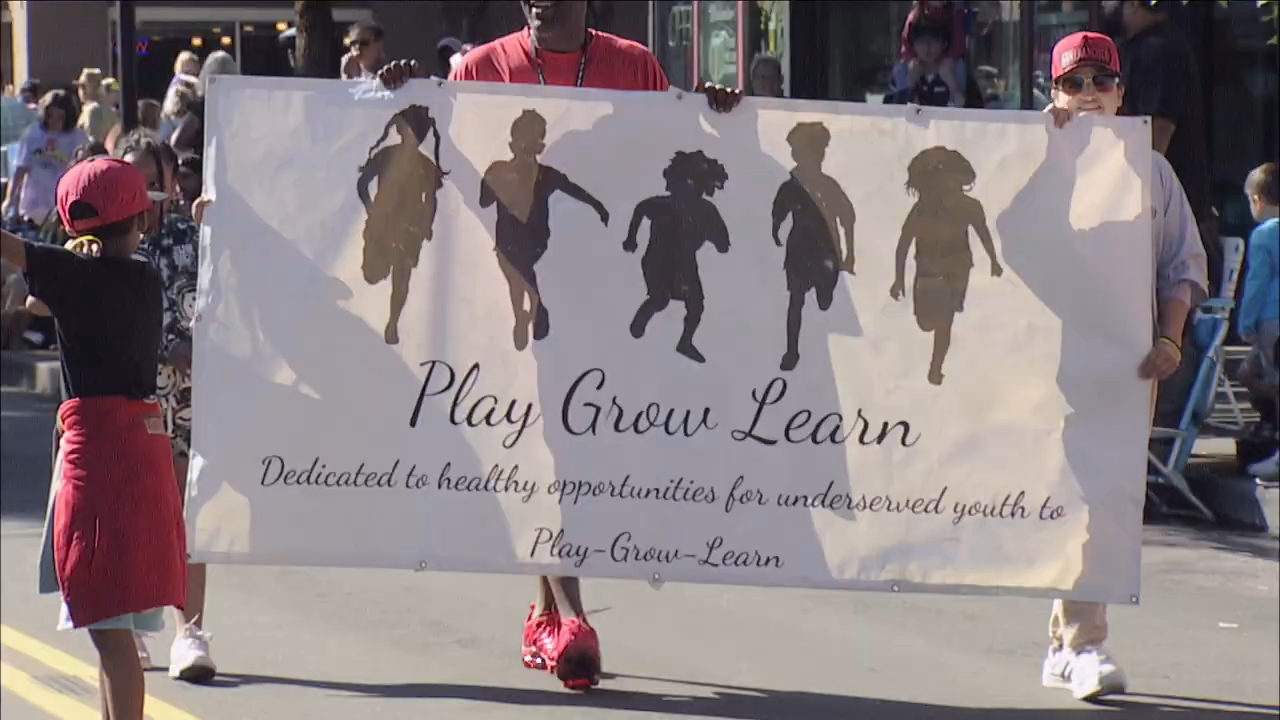 Play Grow Learn
Dedicated to healthy opportunities for underserved youth to
Play-Grow-Learn